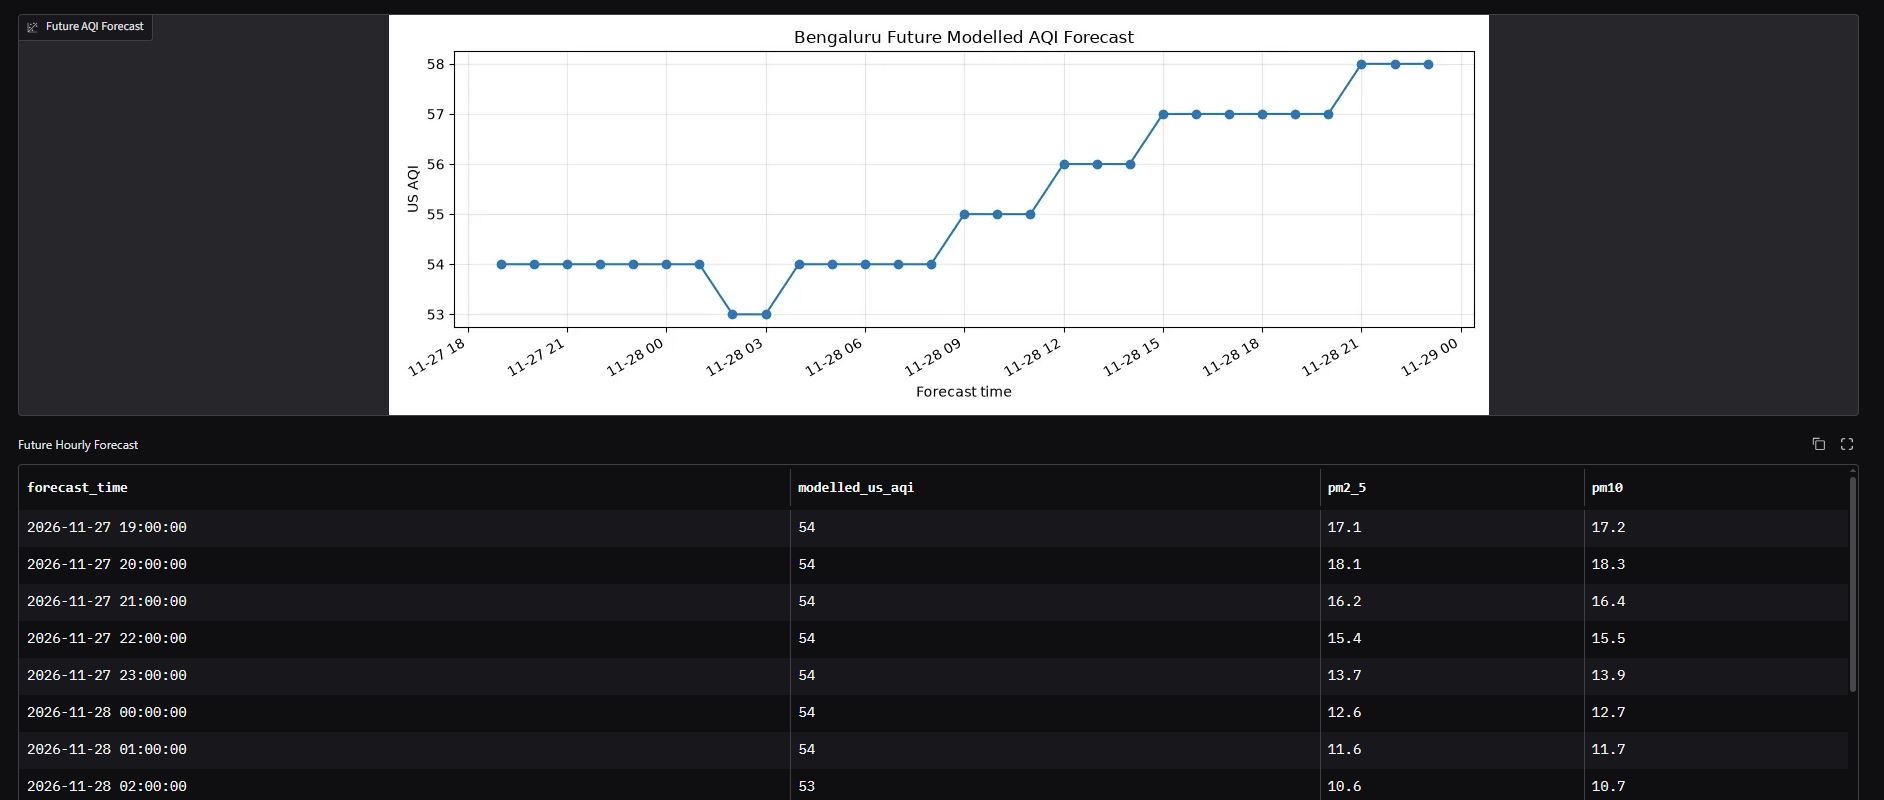 Future AQI Forecast
Bengaluru Future Modelled AQI Forecast
US AQI
58
57
56
55
54
53
11-27 18
11-27 21
11-28 00
11-28 03
11-28 06
11-28 09
11-28 12
11-28 15
11-28 18
11-28 21
11-29 00
Forecast time
Future Hourly Forecast
forecast_time modelled_us_aqi pm2_5 pm10
2026-11-27 19:00:00 54 17.1 17.2
2026-11-27 20:00:00 54 18.1 18.3
2026-11-27 21:00:00 54 16.2 16.4
2026-11-27 22:00:00 54 15.4 15.5
2026-11-27 23:00:00 54 13.7 13.9
2026-11-28 00:00:00 54 12.6 12.7
2026-11-28 01:00:00 54 11.6 11.7
2026-11-28 02:00:00 53 10.6 10.7